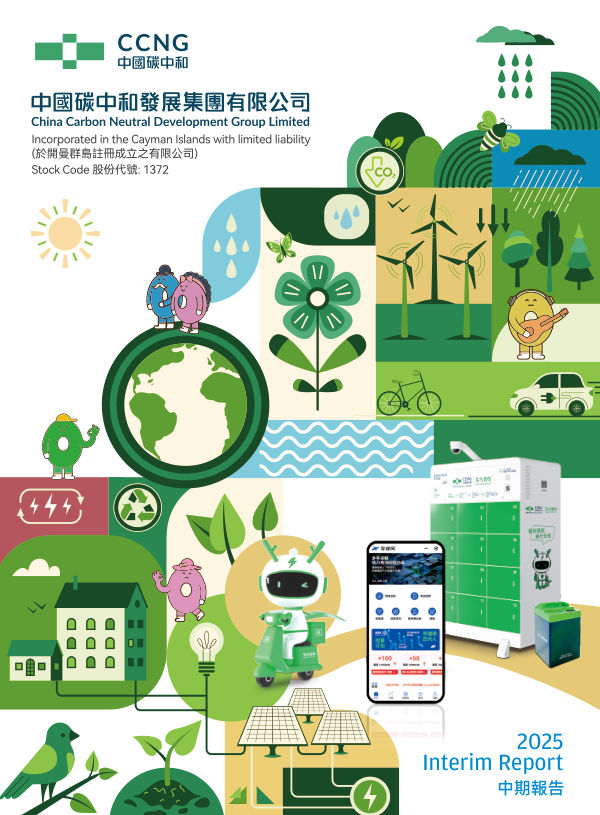 CCNG
中國碳中和
中國碳中和發展集團有限公司
China Carbon Neutral Development Group Limited
Incorporated in the Cayman Islands with limited liability
(於開曼群島註冊成立之有限公司)
Stock Code 股份代號: 1372
CO₂
CCNG
+100
+50
2025
Interim Report
中期報告